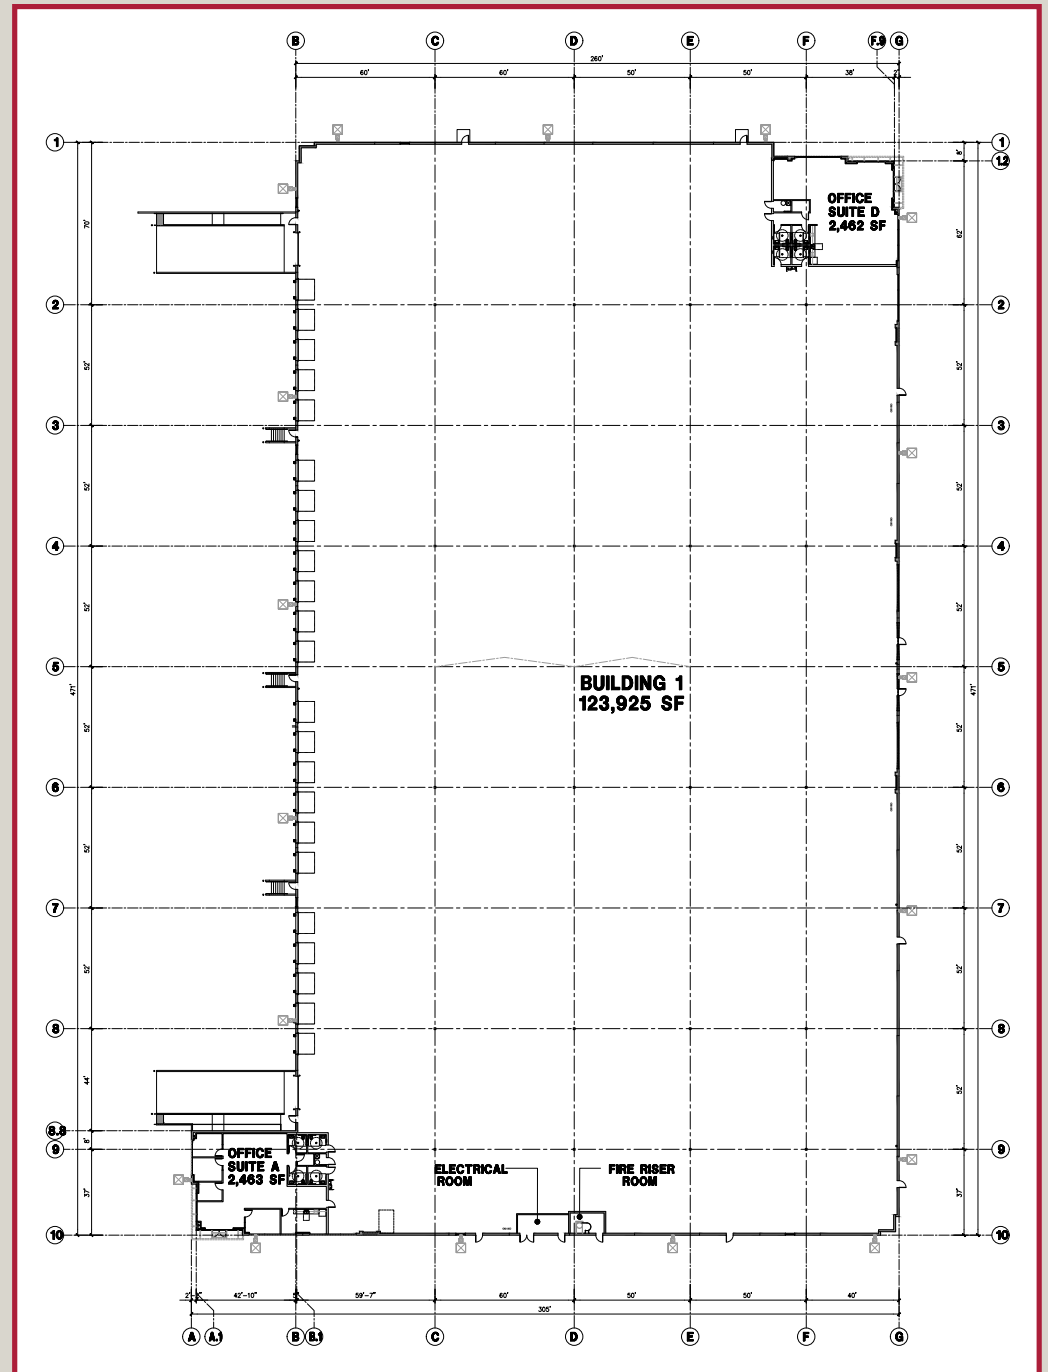 B C D E F F.9 G
260'
60' 60' 50' 50' 38' 2'
1 1
8'
1.2
OFFICE
SUITE D
2,462 SF
70' 62'
2 2
52' 52'
3 3
52' 52'
4 4
52' 52'
5 5
471' 471'
BUILDING 1
123,925 SF
52' 52'
6 6
52' 52'
7 7
52' 52'
8 8
44' 52'
8.8
8'
9 9
OFFICE
SUITE A
2,463 SF
ELECTRICAL
ROOM
FIRE RISER
ROOM
37' 37'
10 10
42'-10" 59'-7" 60' 50' 50' 40'
305'
A A.1 B B.1 C D E F G